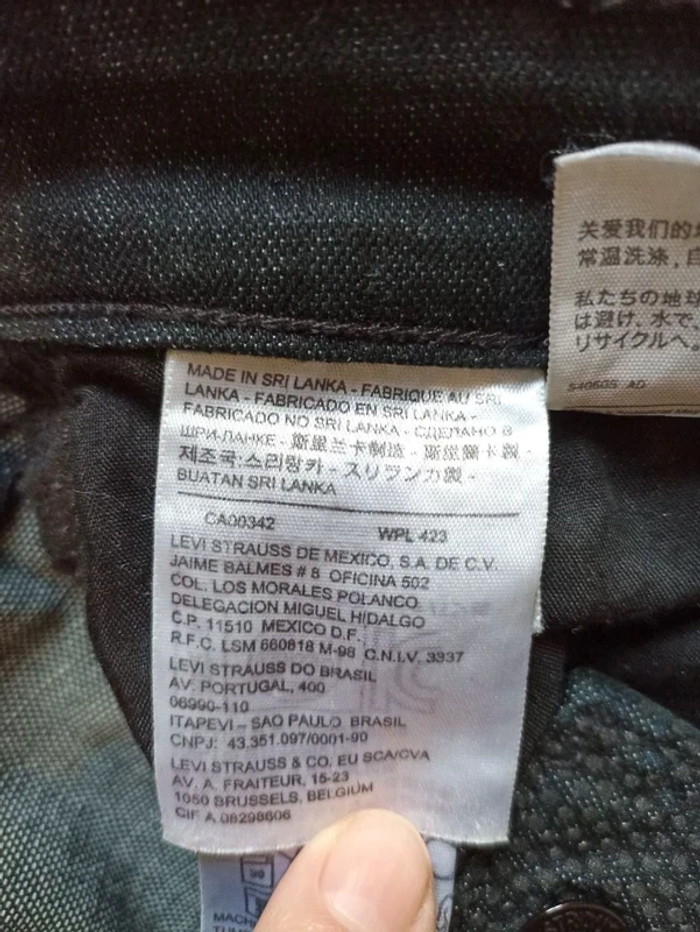 MADE IN SRI LANKA - FABRIQUE AU SRI
LANKA - FABRICADO EN SRI LANKA -
FABRICADO NO SRI LANKA - СДЕЛАНО В
ШРИ-ЛАНКЕ - 斯里兰卡制造 - 斯里蘭卡製 -
제조국:스리랑카 - スリランカ製 -
BUATAN SRI LANKA
CA00342 WPL 423
LEVI STRAUSS DE MEXICO, S.A. DE C.V.
JAIME BALMES # 8 OFICINA 502
COL. LOS MORALES POLANCO
DELEGACION MIGUEL HIDALGO
C.P. 11510 MEXICO D.F.
R.F.C. LSM 660818 M-98 C.N.I.V. 3337
LEVI STRAUSS DO BRASIL
AV. PORTUGAL, 400
06990-110
ITAPEVI – SAO PAULO BRASIL
CNPJ: 43.351.097/0001-90
LEVI STRAUSS & CO. EU SCA/CVA
AV. A. FRAITEUR, 15-23
1050 BRUSSELS, BELGIUM
CIF A 08298606
关爱我们的
常温洗涤,自
私たちの地球
は避け、水で
リサイクルへ。
S4060S AD
MACH